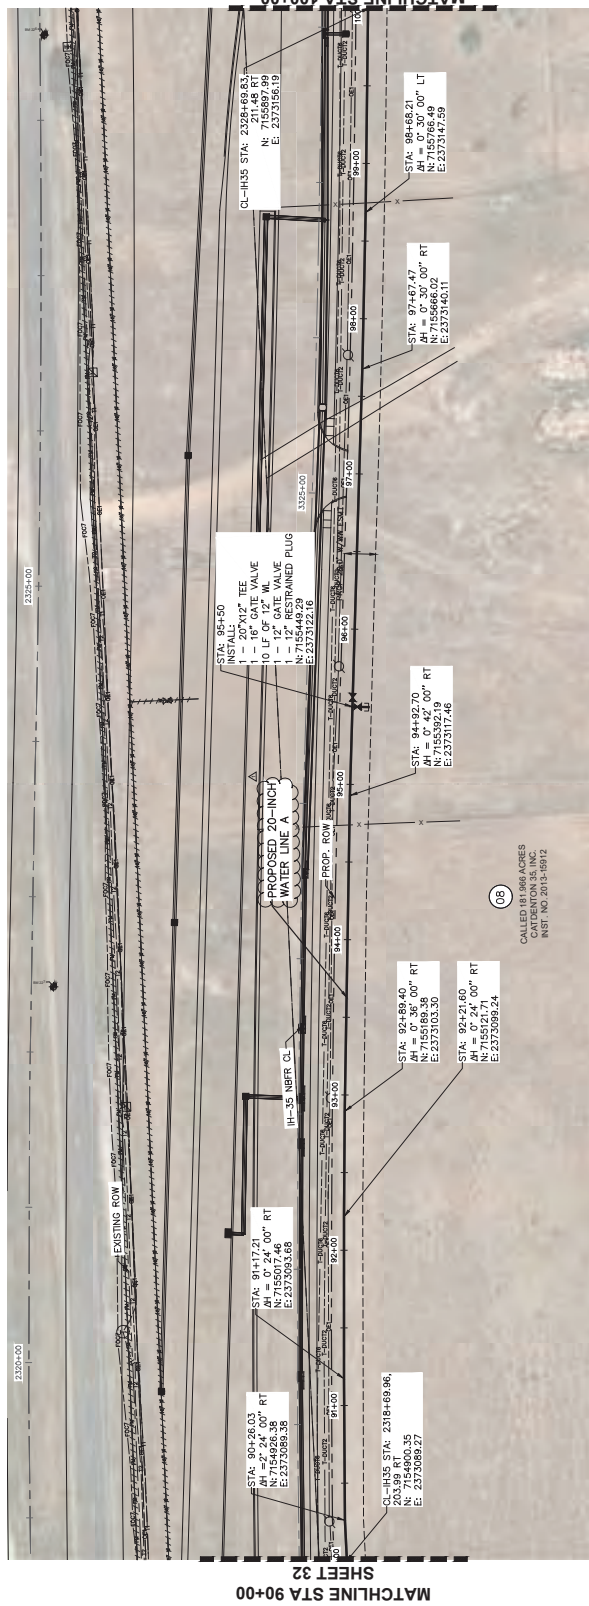 MATCHLINE STA 90+00
SHEET 32
2320+00
2325+00
EXISTING ROW
STA: 90+26.03
ΔH =2° 24' 00" RT
N: 7154926.38
E: 2373089.38
STA: 91+17.21
ΔH = 0° 24' 00" RT
N: 7155017.46
E: 2373093.68
IH-35 NBFR CL
PROPOSED 20-INCH
WATER LINE A
PROP. ROW
STA: 95+50
INSTALL:
1 - 20"X12" TEE
1 - 16" GATE VALVE
10 LF OF 12" WL
1 - 12" GATE VALVE
1 - 12" RESTRAINED PLUG
N: 7155449.29
E: 2373122.16
3325+00
CL-IH35 STA: 2328+69.83,
211.48 RT
N: 7155897.99
E: 2373156.19
91+00
92+00
93+00
94+00
95+00
96+00
97+00
98+00
99+00
CL-IH35 STA: 2318+69.96,
203.99 RT
N: 7154900.35
E: 2373089.27
STA: 92+89.40
ΔH = 0° 36' 00" RT
N: 7155189.38
E: 2373103.30
STA: 92+21.60
ΔH = 0° 24' 00" RT
N: 7155121.71
E: 2373099.24
STA: 94+92.70
ΔH = 0° 42' 00" RT
N: 7155392.19
E: 2373117.46
STA: 97+67.47
ΔH = 0° 30' 00" RT
N: 7155666.02
E: 2373140.11
STA: 98+68.21
ΔH = 0° 30' 00" LT
N: 7155766.49
E: 2373147.59
08
CALLED 181.966 ACRES
CAT DENTON 35, INC.
INST. NO. 2013-15912